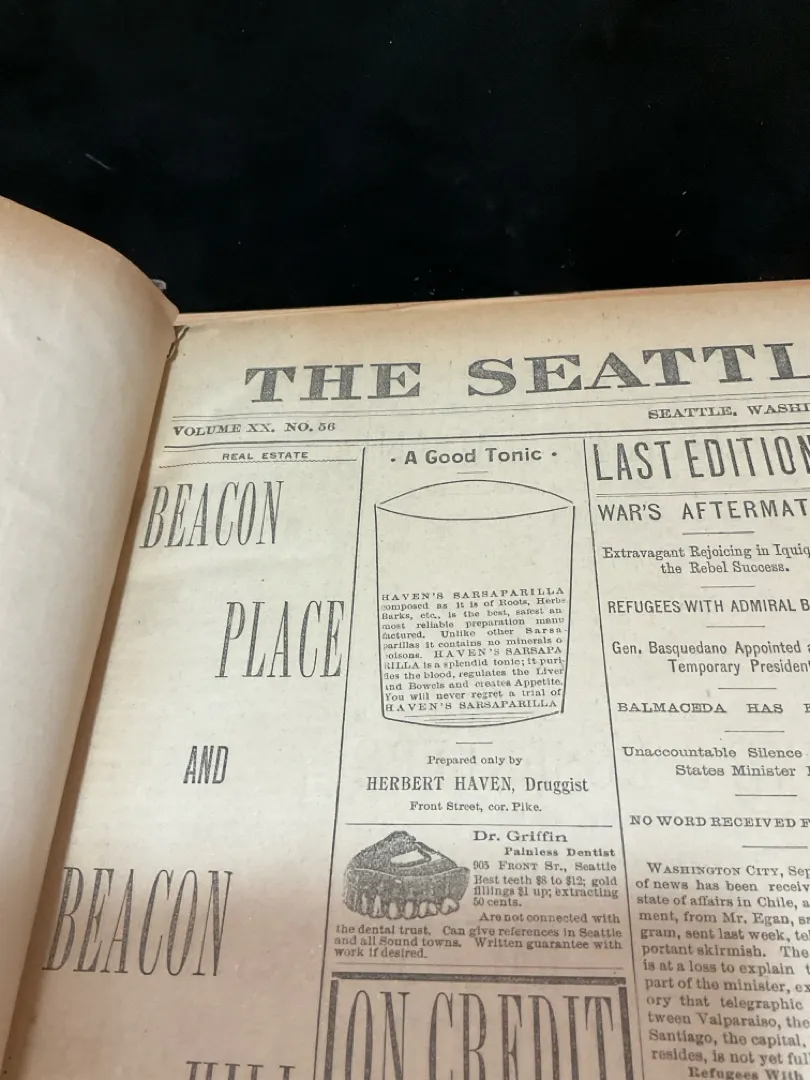 THE SEATTL
VOLUME XX. NO. 56
SEATTLE, WASHI
REAL ESTATE
BEACON
PLACE
AND
BEACON
HILL
· A Good Tonic ·
HAVEN'S SARSAPARILLA
composed as it is of Roots, Herbs
Barks, etc., is the best, safest an
most reliable preparation manu
factured. Unlike other Sarsa-
parillas it contains no minerals o
oisons. HAVEN'S SARSAPA
RILLA is a splendid tonic; it puri-
fies the blood, regulates the Liver
and Bowels and creates Appetite.
You will never regret a trial of
HAVEN'S SARSAPARILLA
Prepared only by
HERBERT HAVEN, Druggist
Front Street, cor. Pike.
Dr. Griffin
Painless Dentist
905 FRONT ST., Seattle
Best teeth $8 to $12; gold
fillings $1 up; extracting
50 cents.
Are not connected with
the dental trust. Can give references in Seattle
and all Sound towns. Written guarantee with
work if desired.
ON CREDIT
LAST EDITION
WAR'S AFTERMAT
Extravagant Rejoicing in Iquiq
the Rebel Success.
REFUGEES WITH ADMIRAL B
Gen. Basquedano Appointed a
Temporary Presiden
BALMACEDA HAS
Unaccountable Silence
States Minister
NO WORD RECEIVED F
WASHINGTON CITY, Sep
of news has been receiv
state of affairs in Chile, a
ment, from Mr. Egan, sa
gram, sent last week, tel
portant skirmish. The
is at a loss to explain t
part of the minister, ex
ory that telegraphic
tween Valparaiso, the
Santiago, the capital,
resides, is not yet ful
Refugees With